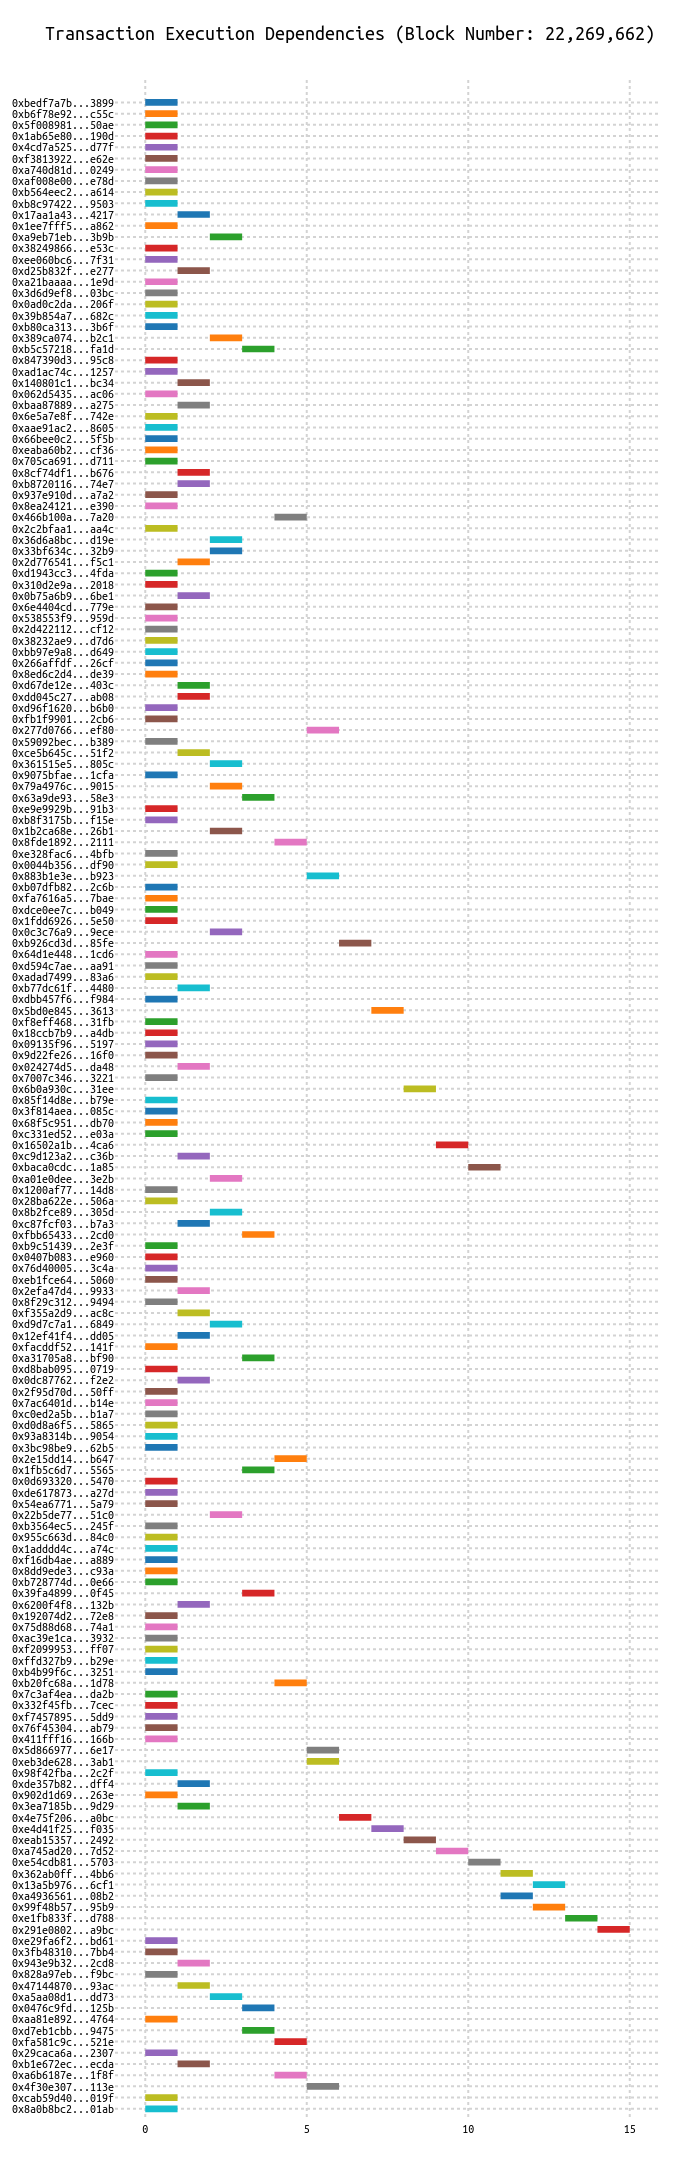 Transaction Execution Dependencies (Block Number: 22,269,662)
0xbedf7a7b...3899
0xb6f78e92...c55c
0x5f008981...50ae
0x1ab65e80...190d
0x4cd7a525...d77f
0xf3813922...e62e
0xa740d81d...0249
0xaf008e00...e78d
0xb564eec2...a614
0xb8c97422...9503
0x17aa1a43...4217
0x1ee7fff5...a862
0xa9eb71eb...3b9b
0x38249866...e53c
0xee060bc6...7f31
0xd25b832f...e277
0xa21baaaa...1e9d
0x3d6d9ef8...03bc
0x0ad0c2da...206f
0x39b854a7...682c
0xb80ca313...3b6f
0x389ca074...b2c1
0xb5c57218...fa1d
0x847390d3...95c8
0xad1ac74c...1257
0x140801c1...bc34
0x062d5435...ac06
0xbaa87889...a275
0x6e5a7e8f...742e
0xaae91ac2...8605
0x66bee0c2...5f5b
0xeaba60b2...cf36
0x705ca691...d711
0x8cf74df1...b676
0xb8720116...74e7
0x937e910d...a7a2
0x8ea24121...e390
0x466b100a...7a20
0x2c2bfaa1...aa4c
0x36d6a8bc...d19e
0x33bf634c...32b9
0x2d776541...f5c1
0xd1943cc3...4fda
0x310d2e9a...2018
0x0b75a6b9...6be1
0x6e4404cd...779e
0x538553f9...959d
0x2d422112...cf12
0x38232ae9...d7d6
0xbb97e9a8...d649
0x266affdf...26cf
0x8ed6c2d4...de39
0xd67de12e...403c
0xdd045c27...ab08
0xd96f1620...b6b0
0xfb1f9901...2cb6
0x277d0766...ef80
0x59092bec...b389
0xce5b645c...51f2
0x361515e5...805c
0x9075bfae...1cfa
0x79a4976c...9015
0x63a9de93...58e3
0xe9e9929b...91b3
0xb8f3175b...f15e
0x1b2ca68e...26b1
0x8fde1892...2111
0xe328fac6...4bfb
0x0044b356...df90
0x883b1e3e...b923
0xb07dfb82...2c6b
0xfa7616a5...7bae
0xdce0ee7c...b049
0x1fdd6926...5e50
0x0c3c76a9...9ece
0xb926cd3d...85fe
0x64d1e448...1cd6
0xd594c7ae...aa91
0xadad7499...83a6
0xb77dc61f...4480
0xdbb457f6...f984
0x5bd0e845...3613
0xf8eff468...31fb
0x18ccb7b9...a4db
0x09135f96...5197
0x9d22fe26...16f0
0x024274d5...da48
0x7007c346...3221
0x6b0a930c...31ee
0x85f14d8e...b79e
0x3f814aea...085c
0x68f5c951...db70
0xc331ed52...e03a
0x16502a1b...4ca6
0xc9d123a2...c36b
0xbaca0cdc...1a85
0xa01e0dee...3e2b
0x1200af77...14d8
0x28ba622e...506a
0x8b2fce89...305d
0xc87fcf03...b7a3
0xfbb65433...2cd0
0xb9c51439...2e3f
0x0407b083...e960
0x76d40005...3c4a
0xeb1fce64...5060
0x2efa47d4...9933
0x8f29c312...9494
0xf355a2d9...ac8c
0xd9d7c7a1...6849
0x12ef41f4...dd05
0xfacddf52...141f
0xa31705a8...bf90
0xd8bab095...0719
0x0dc87762...f2e2
0x2f95d70d...50ff
0x7ac6401d...b14e
0xc0ed2a5b...b1a7
0xd0d8a6f5...5865
0x93a8314b...9054
0x3bc98be9...62b5
0x2e15dd14...b647
0x1fb5c6d7...5565
0x0d693320...5470
0xde617873...a27d
0x54ea6771...5a79
0x22b5de77...51c0
0xb3564ec5...245f
0x955c663d...84c0
0x1adddd4c...a74c
0xf16db4ae...a889
0x8dd9ede3...c93a
0xb728774d...0e66
0x39fa4899...0f45
0x6200f4f8...132b
0x192074d2...72e8
0x75d88d68...74a1
0xac39e1ca...3932
0xf2099953...ff07
0xffd327b9...b29e
0xb4b99f6c...3251
0xb20fc68a...1d78
0x7c3af4ea...da2b
0x332f45fb...7cec
0xf7457895...5dd9
0x76f45304...ab79
0x411fff16...166b
0x5d866977...6e17
0xeb3de628...3ab1
0x98f42fba...2c2f
0xde357b82...dff4
0x902d1d69...263e
0x3ea7185b...9d29
0x4e75f206...a0bc
0xe4d41f25...f035
0xeab15357...2492
0xa745ad20...7d52
0xe54cdb81...5703
0x362ab0ff...4bb6
0x13a5b976...6cf1
0xa4936561...08b2
0x99f48b57...95b9
0xe1fb833f...d788
0x291e0802...a9bc
0xe29fa6f2...bd61
0x3fb48310...7bb4
0x943e9b32...2cd8
0x828a97eb...f9bc
0x47144870...93ac
0xa5aa08d1...dd73
0x0476c9fd...125b
0xaa81e892...4764
0xd7eb1cbb...9475
0xfa581c9c...521e
0x29caca6a...2307
0xb1e672ec...ecda
0xa6b6187e...1f8f
0x4f30e307...113e
0xcab59d40...019f
0x8a0b8bc2...01ab
0 5 10 15